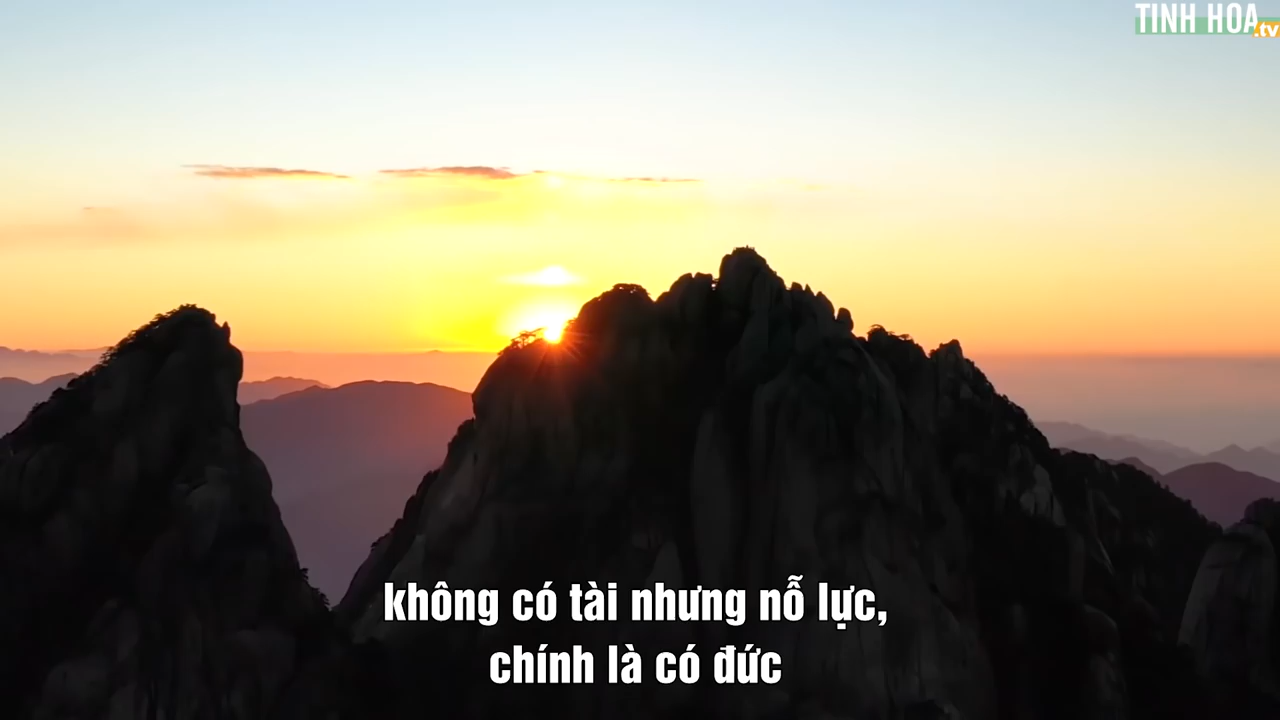 TINH HOA
.tv
không có tài nhưng nỗ lực,
chính là có đức